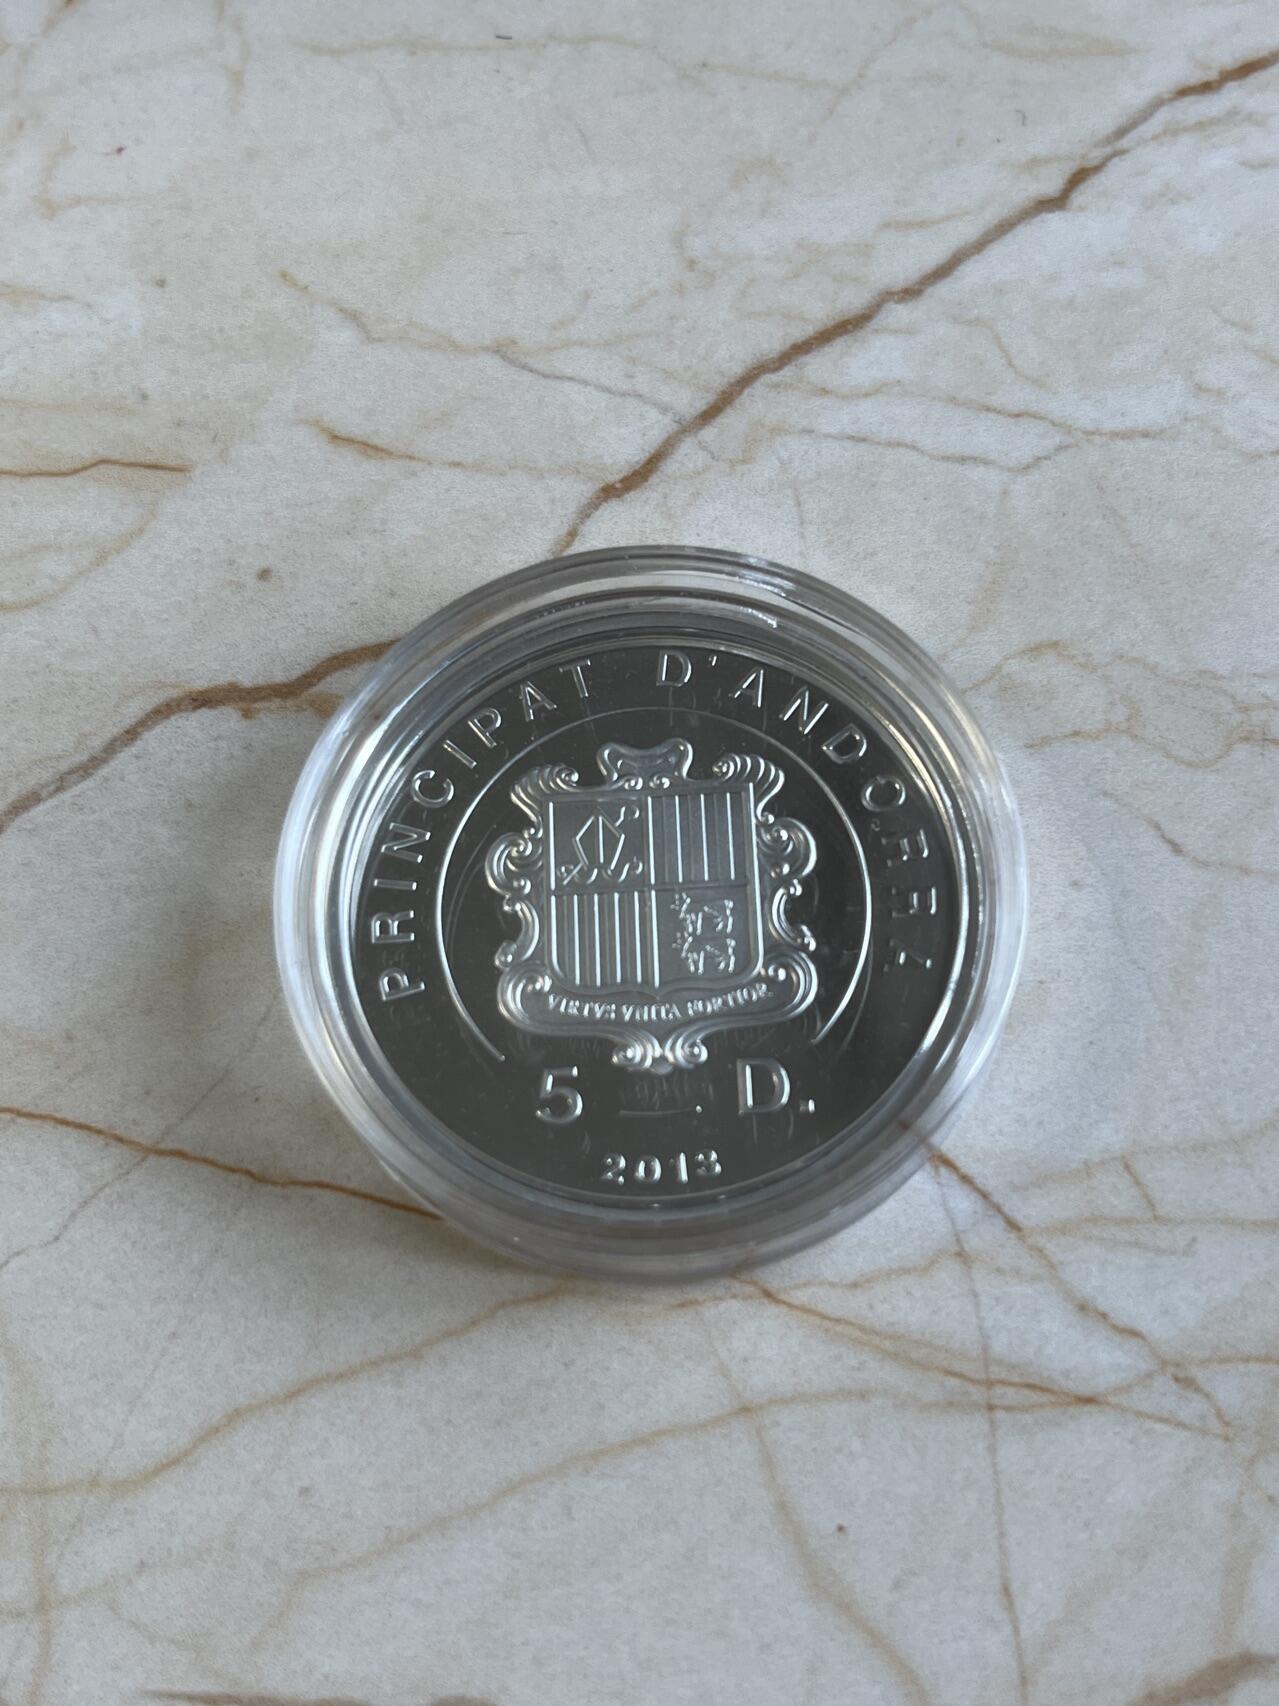 PRINCIPAT D'ANDORRA
VIRTVS VNITA FORTIOR
5 D.
2013